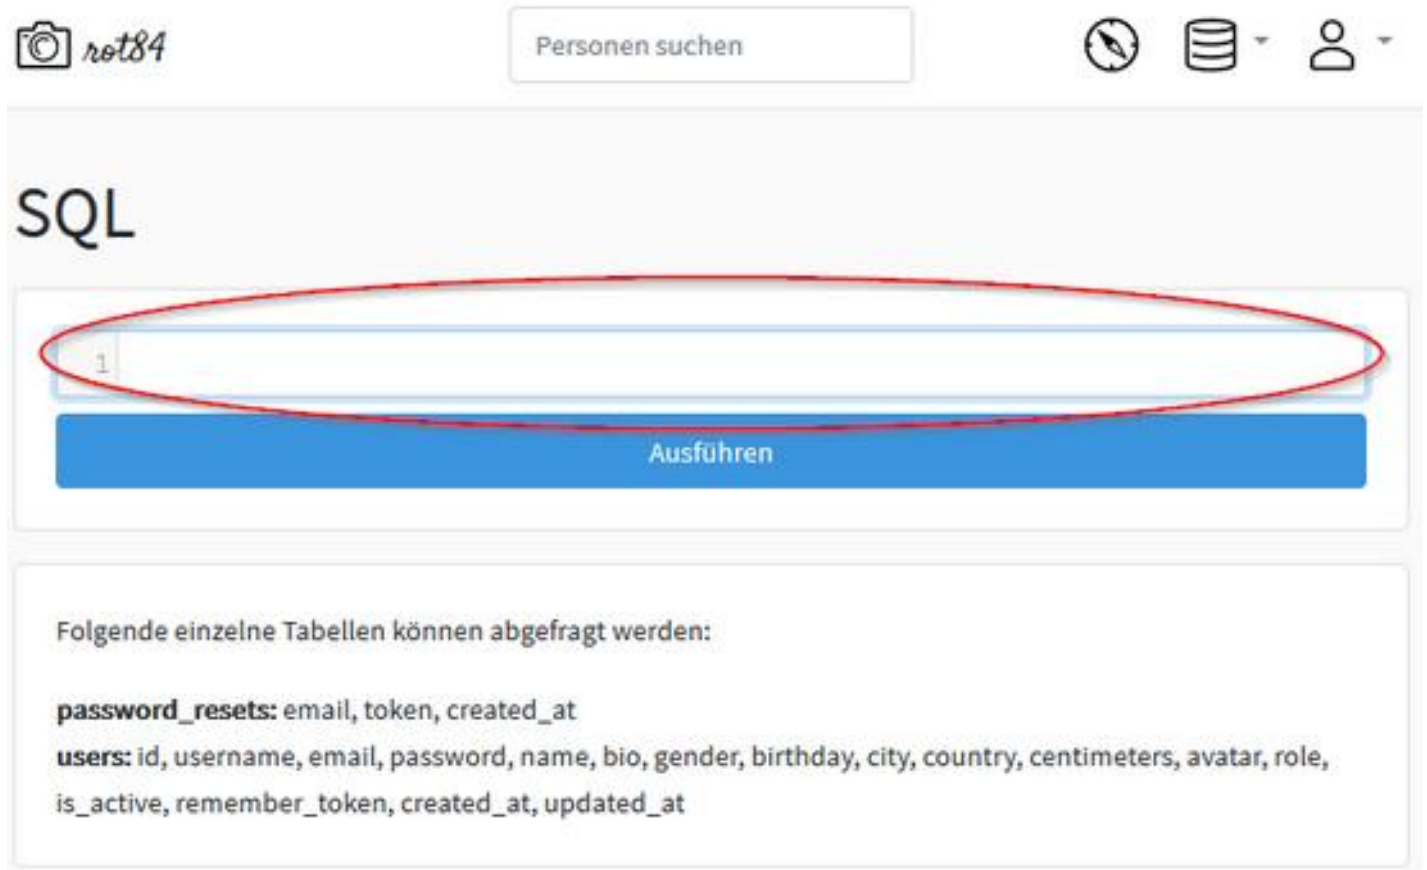 rot84
Personen suchen
SQL
1
Ausführen
Folgende einzelne Tabellen können abgefragt werden:
password_resets: email, token, created_at
users: id, username, email, password, name, bio, gender, birthday, city, country, centimeters, avatar, role,
is_active, remember_token, created_at, updated_at